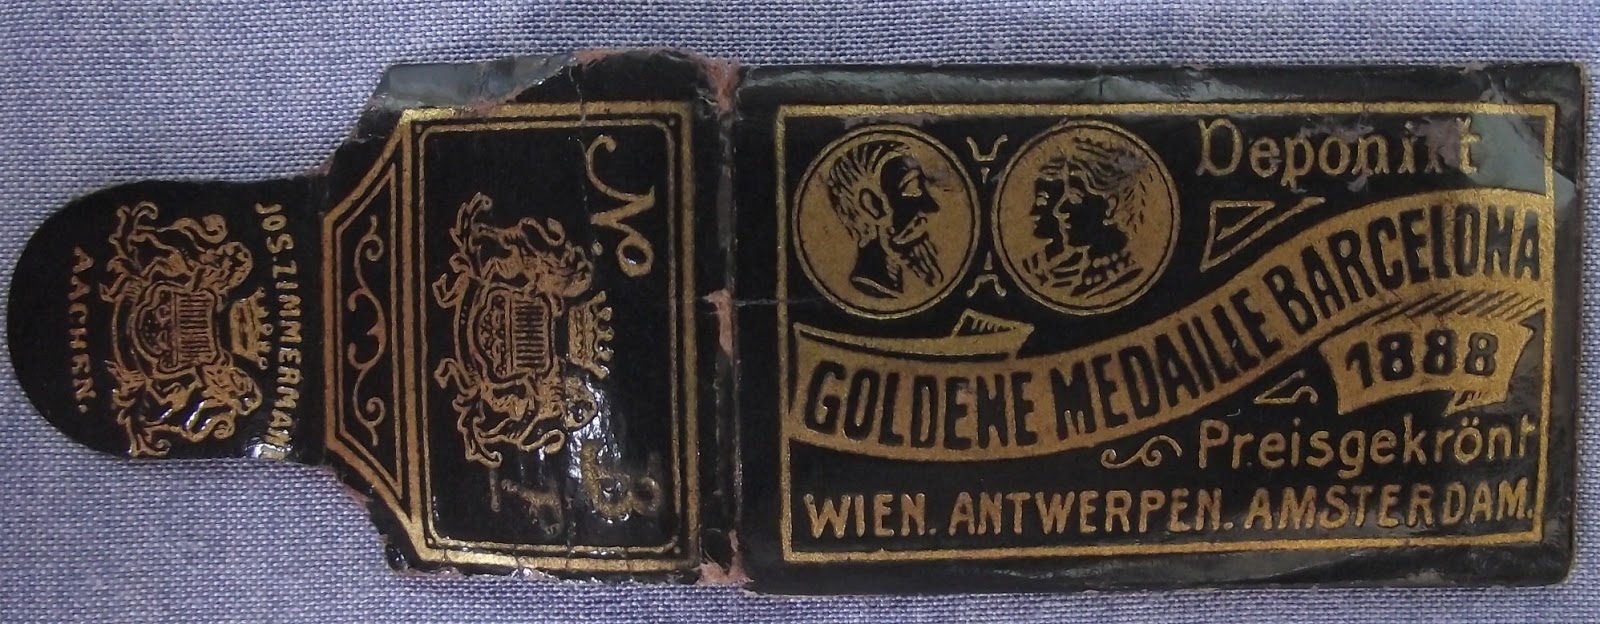 JOS. ZIMMERMANN
AACHEN.
No.
Deponirt
GOLDENE MEDAILLE BARCELONA
1888
Preisgekrönt
WIEN. ANTWERPEN. AMSTERDAM.